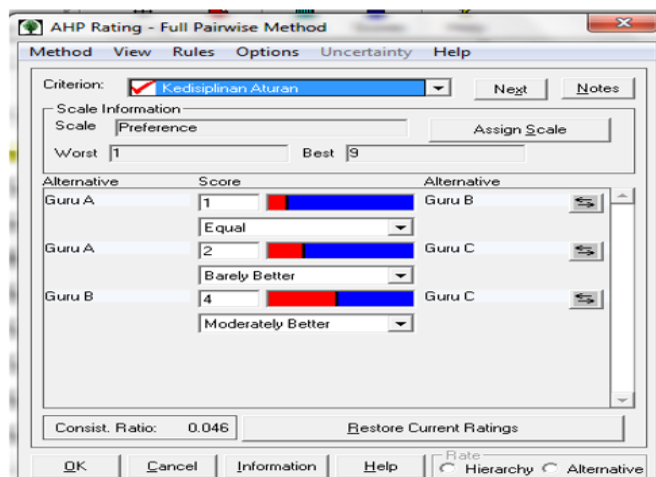 AHP Rating - Full Pairwise Method
Method View Rules Options Uncertainty Help
Criterion: Kedisiplinan Aturan Next Notes
Scale Information
Scale Preference Assign Scale
Worst 1 Best 9
Alternative Score Alternative
Guru A 1 Guru B
Equal
Guru A 2 Guru C
Barely Better
Guru B 4 Guru C
Moderately Better
Consist. Ratio: 0.046 Restore Current Ratings
Rate
OK Cancel Information Help Hierarchy Alternative